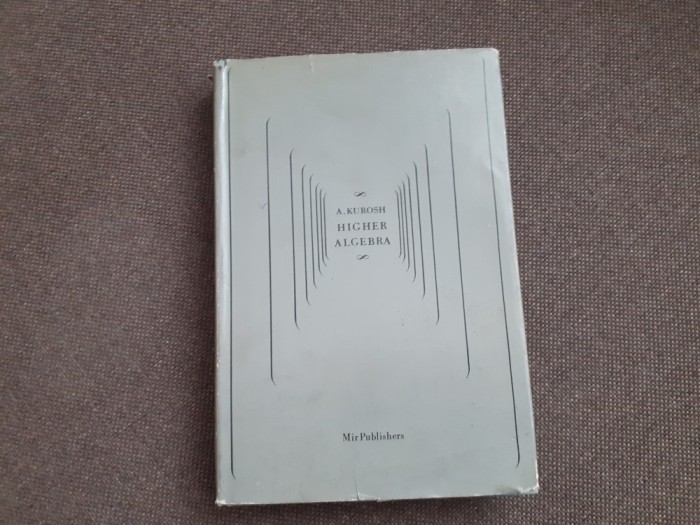 A. KUROSH
HIGHER
ALGEBRA
Mir Publishers